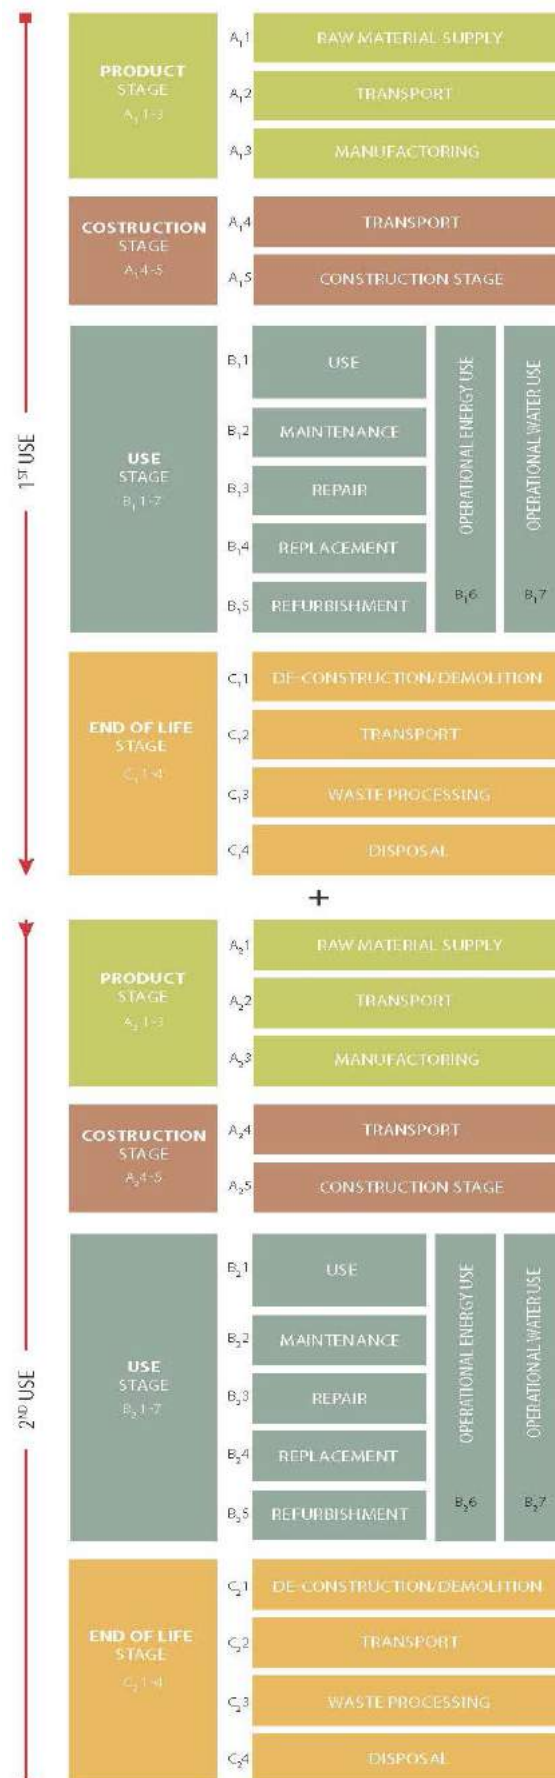 1ST USE
PRODUCT
STAGE
A₁1-3
A₁1 RAW MATERIAL SUPPLY
A₁2 TRANSPORT
A₁3 MANUFACTORING
COSTRUCTION
STAGE
A₁4-5
A₁4 TRANSPORT
A₁5 CONSTRUCTION STAGE
USE
STAGE
B₁1-7
B₁1 USE
B₁2 MAINTENANCE
B₁3 REPAIR
B₁4 REPLACEMENT
B₁5 REFURBISHMENT
OPERATIONAL ENERGY USE
B₁6
OPERATIONAL WATER USE
B₁7
END OF LIFE
STAGE
C₁1-4
C₁1 DE-CONSTRUCTION/DEMOLITION
C₁2 TRANSPORT
C₁3 WASTE PROCESSING
C₁4 DISPOSAL
+
2ND USE
PRODUCT
STAGE
A₂1-3
A₂1 RAW MATERIAL SUPPLY
A₂2 TRANSPORT
A₂3 MANUFACTORING
COSTRUCTION
STAGE
A₂4-5
A₂4 TRANSPORT
A₂5 CONSTRUCTION STAGE
USE
STAGE
B₂1-7
B₂1 USE
B₂2 MAINTENANCE
B₂3 REPAIR
B₂4 REPLACEMENT
B₂5 REFURBISHMENT
OPERATIONAL ENERGY USE
B₂6
OPERATIONAL WATER USE
B₂7
END OF LIFE
STAGE
C₂1-4
C₂1 DE-CONSTRUCTION/DEMOLITION
C₂2 TRANSPORT
C₂3 WASTE PROCESSING
C₂4 DISPOSAL